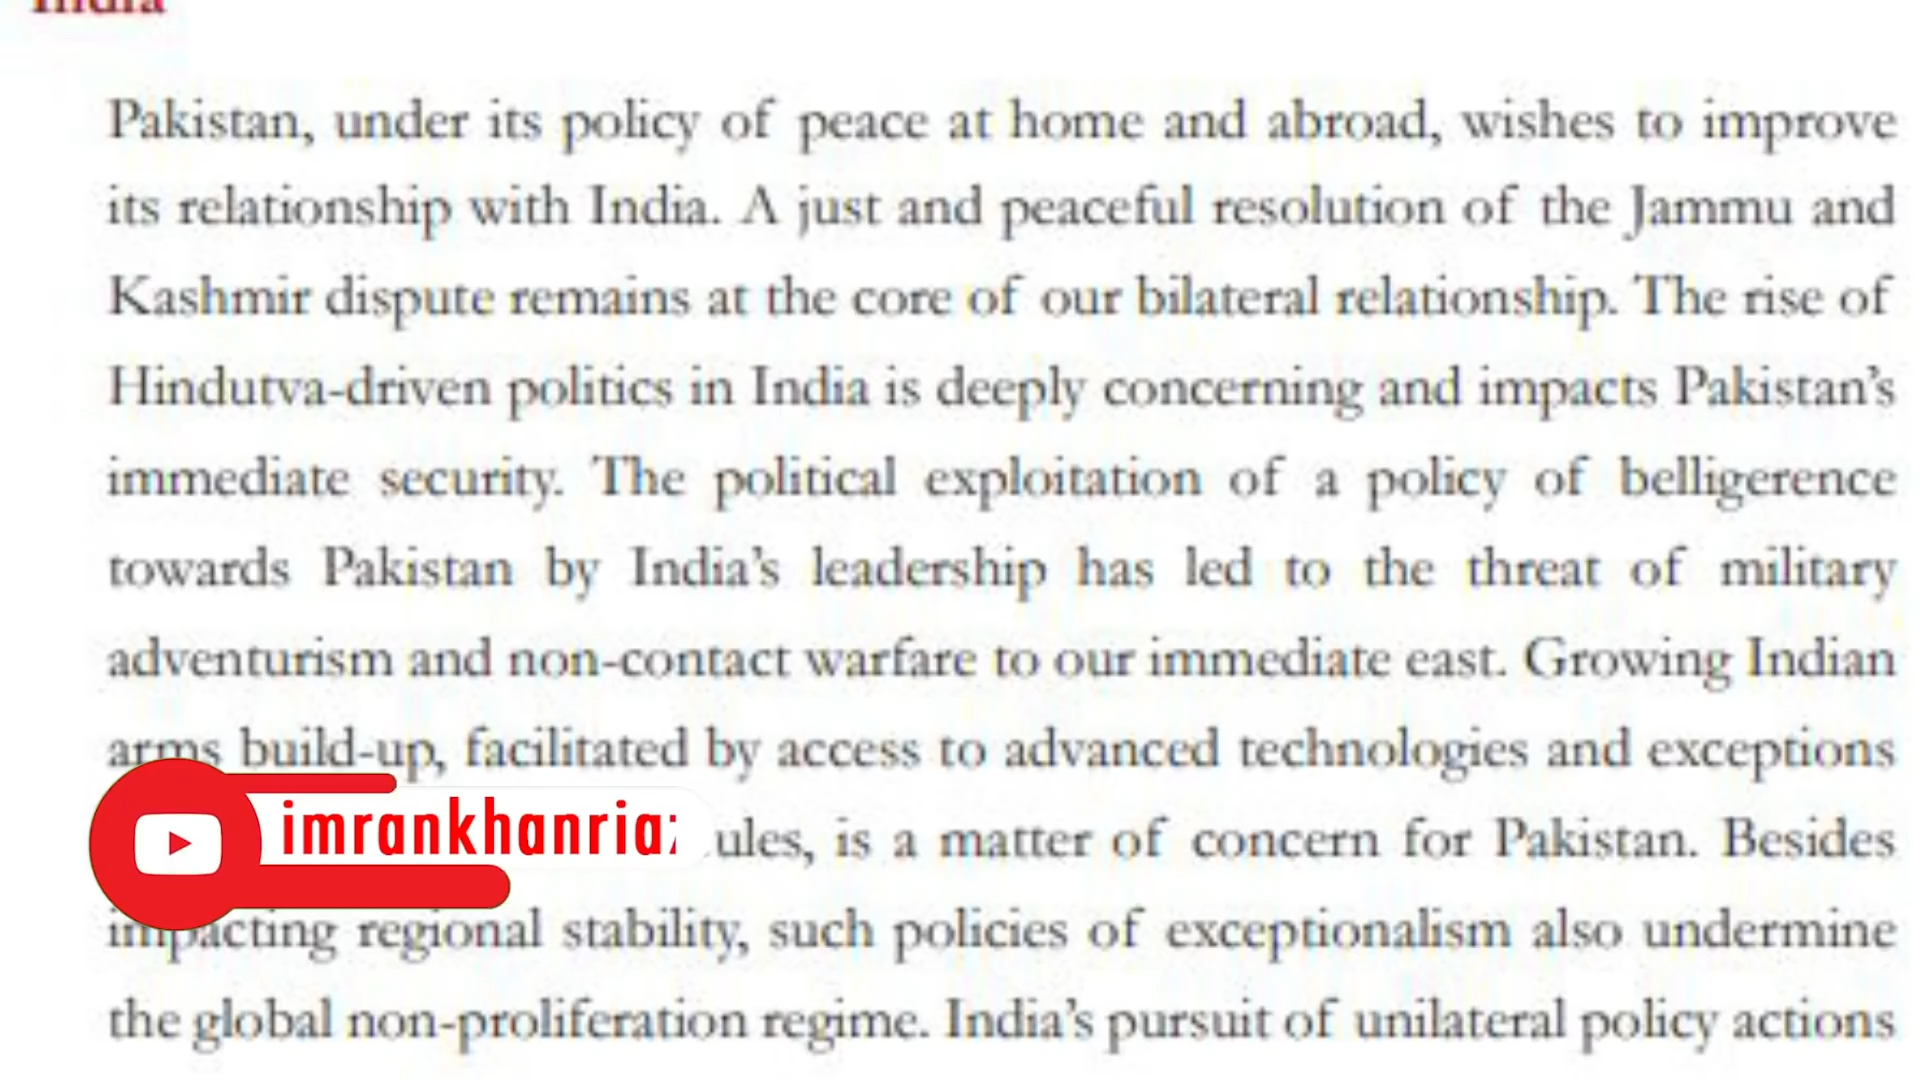 India
Pakistan, under its policy of peace at home and abroad, wishes to improve
its relationship with India. A just and peaceful resolution of the Jammu and
Kashmir dispute remains at the core of our bilateral relationship. The rise of
Hindutva-driven politics in India is deeply concerning and impacts Pakistan's
immediate security. The political exploitation of a policy of belligerence
towards Pakistan by India's leadership has led to the threat of military
adventurism and non-contact warfare to our immediate east. Growing Indian
arms build-up, facilitated by access to advanced technologies and exceptions
imrankhanria
ules, is a matter of concern for Pakistan. Besides
impacting regional stability, such policies of exceptionalism also undermine
the global non-proliferation regime. India's pursuit of unilateral policy actions